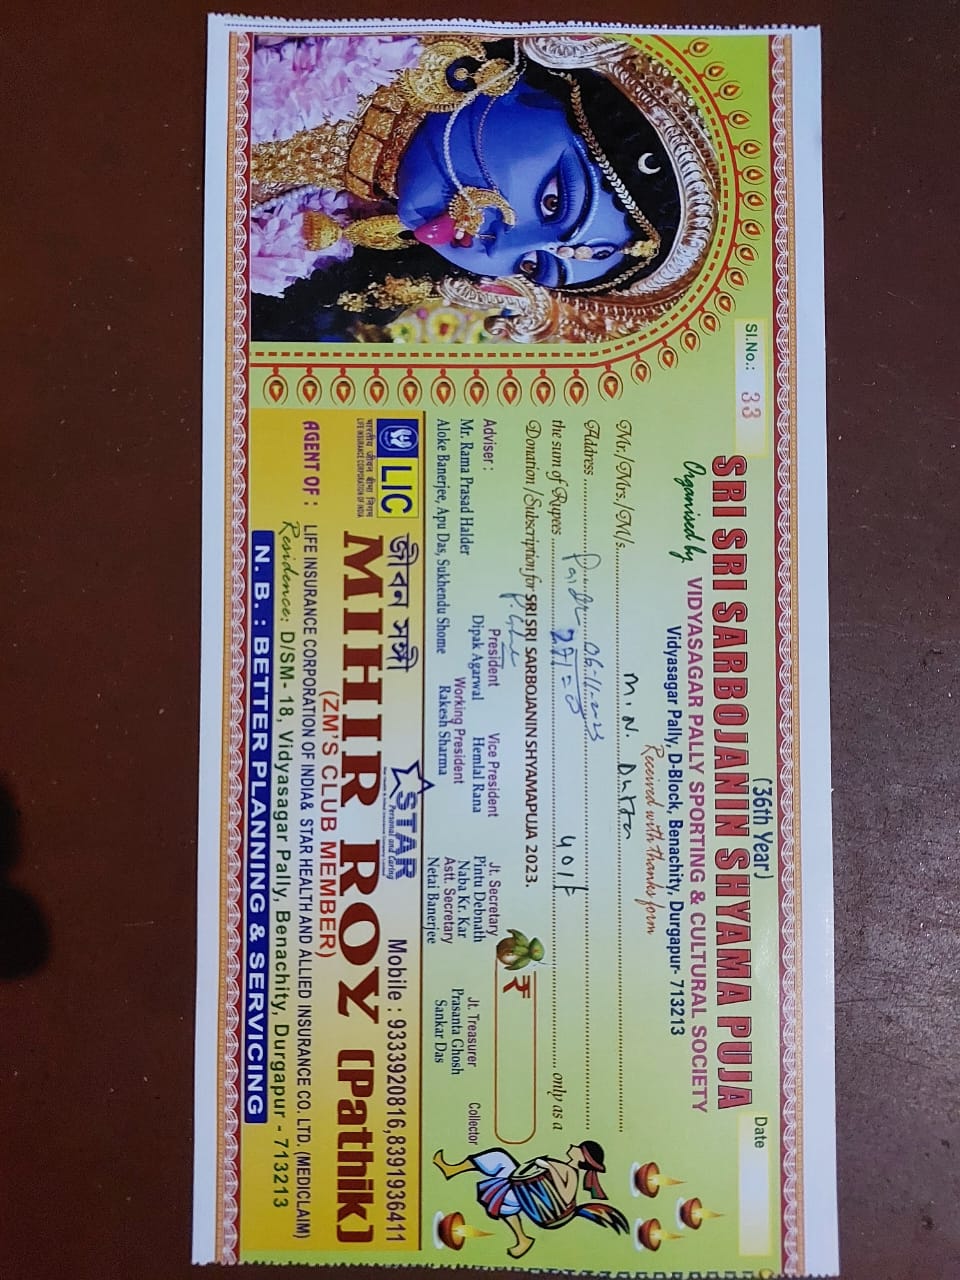 (36th Year)
Sl.No.: 33
Date
SRI SRI SARBOJANIN SHYAMA PUJA
Organised by VIDYASAGAR PALLY SPORTING & CULTURAL SOCIETY
Vidyasagar Pally, D-Block, Benachity, Durgapur- 713213
Received with thanks form
Mr./Mrs./M/s. M. N. Dutta
Address
Paid 06-11-2023
the sum of Rupees 401/- only as a
Donation/Subscription for SRI SRI SARBOJANIN SHYAMAPUJA 2023.
₹
Adviser :
Mr. Rama Prasad Halder
Aloke Banerjee, Apu Das, Sukhendu Shome
President
Dipak Agarwal
Vice President
Hemlal Rana
Working President
Rakesh Sharma
Jt. Secretary
Pintu Debnath
Naba Kr. Kar
Astt. Secretary
Netai Banerjee
Jt. Treasurer
Prasanta Ghosh
Sankar Das
Collector
LIC
भारतीय जीवन बीमा निगम
LIFE INSURANCE CORPORATION OF INDIA
জীবন সঙ্গী
STAR
Personal and Caring
Star Health & Allied Insurance Company Limited
Mobile : 9333920816,8391936411
MIHIR ROY (Pathik)
(ZM'S CLUB MEMBER)
AGENT OF : LIFE INSURANCE CORPORATION OF INDIA& STAR HEALTH AND ALLIED INSURANCE CO. LTD. (MEDICLAIM)
Residence: D/SM- 18, Vidyasagar Pally, Benachity, Durgapur - 713213
N. B. : BETTER PLANNING & SERVICING